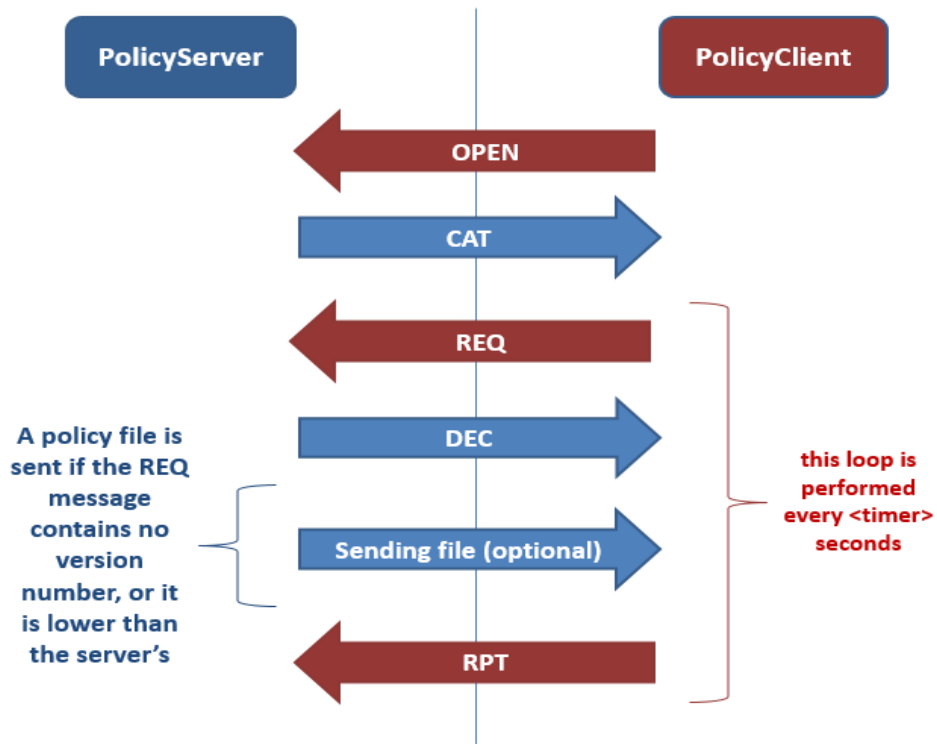 PolicyServer
PolicyClient
OPEN
CAT
REQ
DEC
Sending file (optional)
RPT
A policy file is
sent if the REQ
message
contains no
version
number, or it
is lower than
the server’s
this loop is
performed
every <timer>
seconds